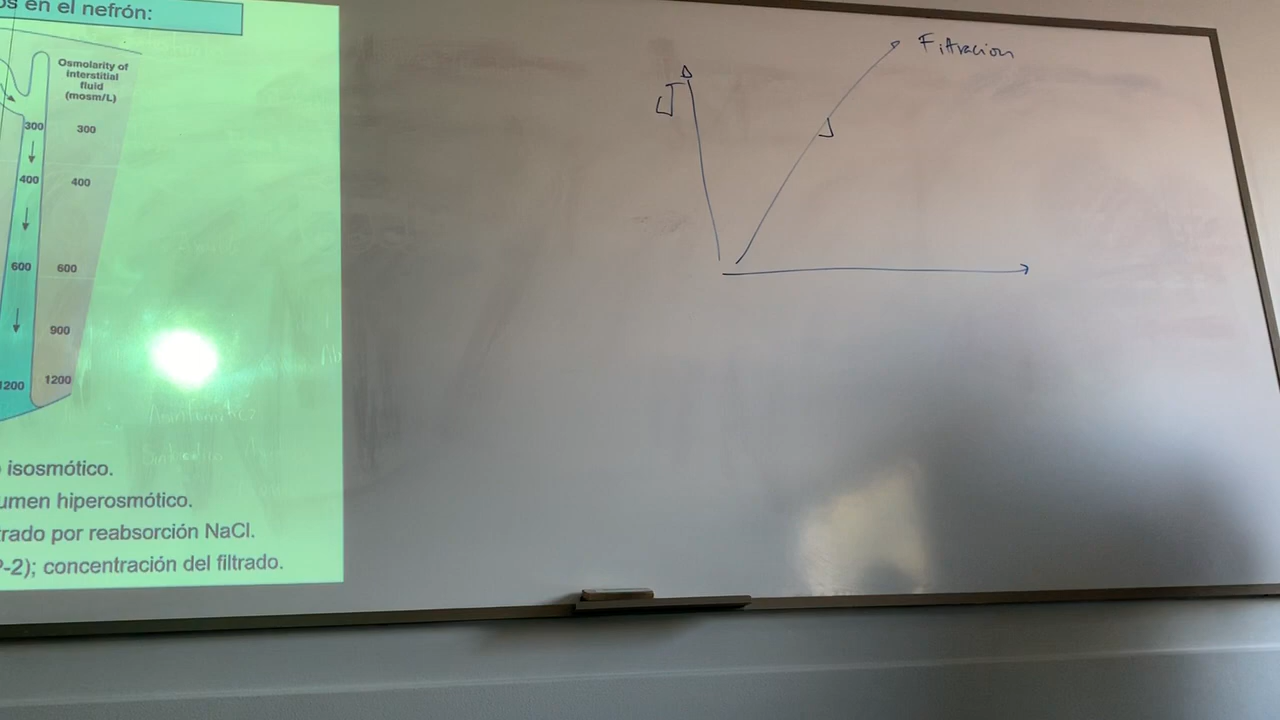 os en el nefrón:
Osmolarity of
interstitial
fluid
(mosm/L)
300 300
400 400
600 600
900
1200 1200
isosmótico.
umen hiperosmótico.
trado por reabsorción NaCl.
P-2); concentración del filtrado.
Filtracion